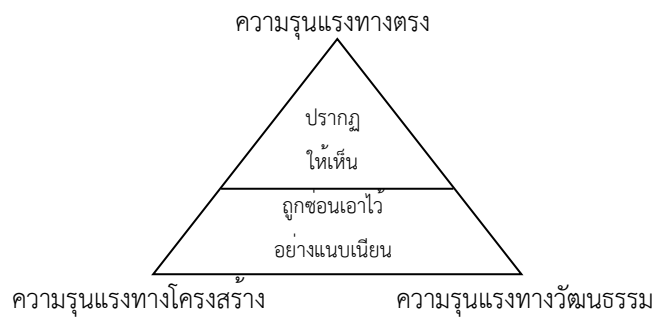 ความรุนแรงทางตรง
ปรากฏ
ให้เห็น
ถูกซ่อนเอาไว้
อย่างแนบเนียน
ความรุนแรงทางโครงสร้าง ความรุนแรงทางวัฒนธรรม